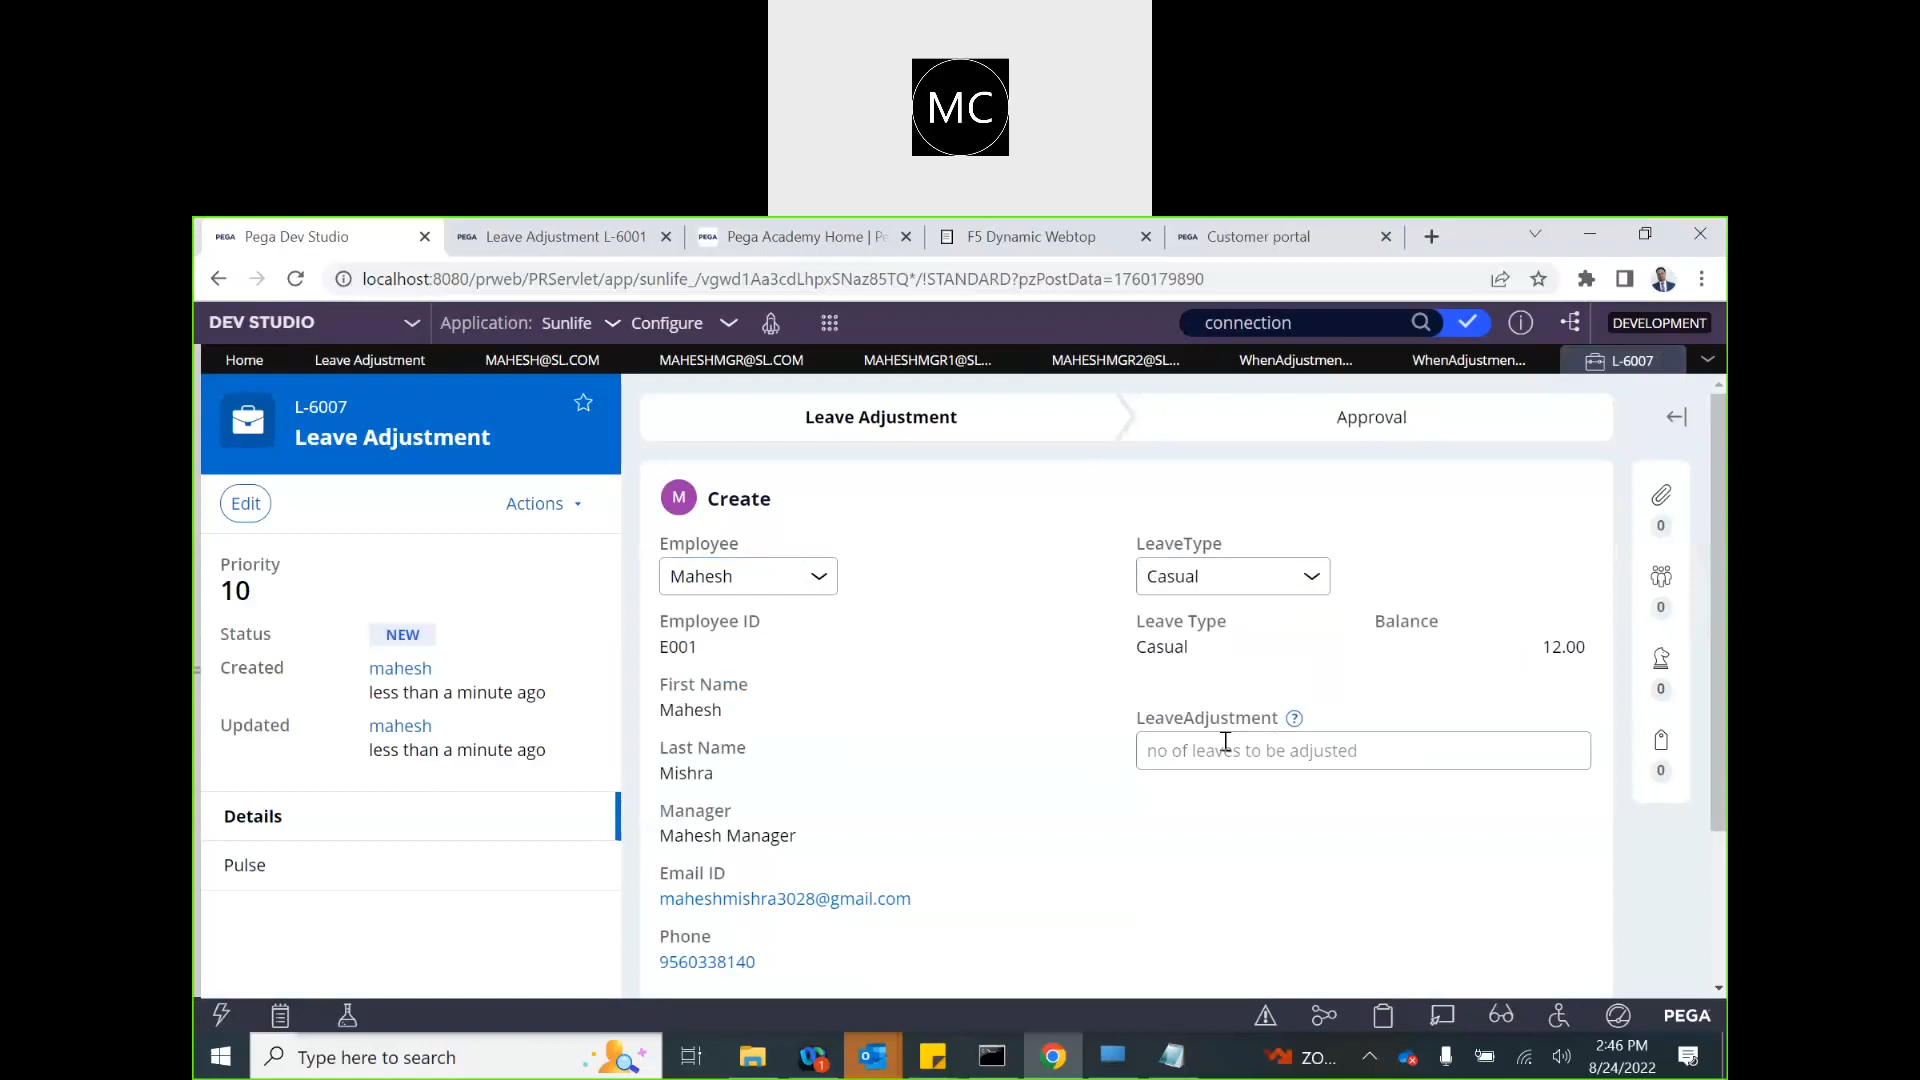 MC
PEGA Pega Dev Studio
PEGA Leave Adjustment L-6001
PEGA Pega Academy Home | Pe
F5 Dynamic Webtop
PEGA Customer portal
localhost:8080/prweb/PRServlet/app/sunlife_/vgwd1Aa3cdLhpxSNaz85TQ*/!STANDARD?pzPostData=1760179890
DEV STUDIO
Application: Sunlife
Configure
connection
DEVELOPMENT
Home
Leave Adjustment
MAHESH@SL.COM
MAHESHMGR@SL.COM
MAHESHMGR1@SL...
MAHESHMGR2@SL...
WhenAdjustmen...
WhenAdjustmen...
L-6007
L-6007
Leave Adjustment
Edit
Actions
Priority
10
Status NEW
Created mahesh
less than a minute ago
Updated mahesh
less than a minute ago
Details
Pulse
Leave Adjustment
Approval
M Create
Employee
Mahesh
Employee ID
E001
First Name
Mahesh
Last Name
Mishra
Manager
Mahesh Manager
Email ID
maheshmishra3028@gmail.com
Phone
9560338140
LeaveType
Casual
Leave Type Balance
Casual 12.00
LeaveAdjustment ?
no of leaves to be adjusted
0
0
0
0
PEGA
Type here to search
1
ZO...
2:46 PM
8/24/2022